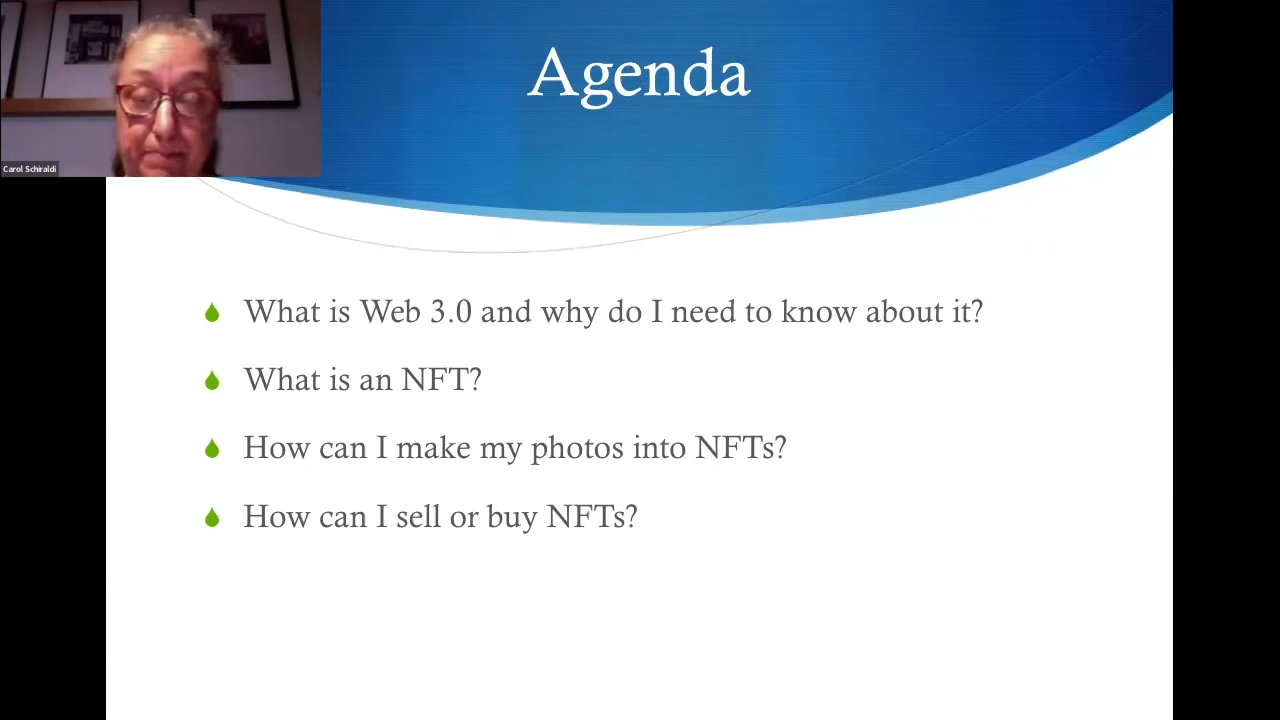 Agenda
Carol Schiraldi
What is Web 3.0 and why do I need to know about it?
What is an NFT?
How can I make my photos into NFTs?
How can I sell or buy NFTs?